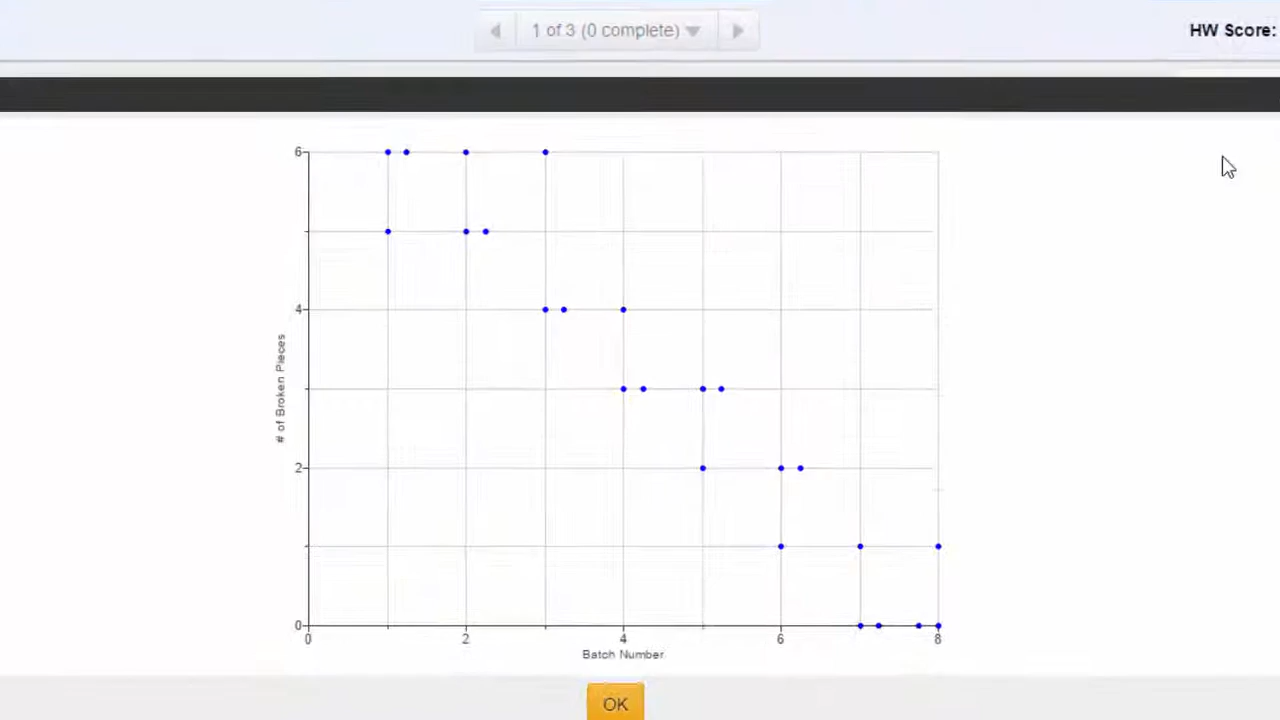 1 of 3 (0 complete)
HW Score:
6
4
2
0
# of Broken Pieces
0 2 4 6 8
Batch Number
OK